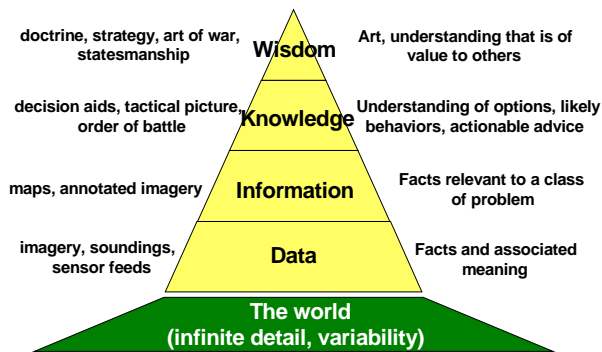 doctrine, strategy, art of war,
statesmanship
Wisdom
Art, understanding that is of
value to others
decision aids, tactical picture,
order of battle
Knowledge
Understanding of options, likely
behaviors, actionable advice
maps, annotated imagery
Information
Facts relevant to a class
of problem
imagery, soundings,
sensor feeds
Data
Facts and associated
meaning
The world
(infinite detail, variability)